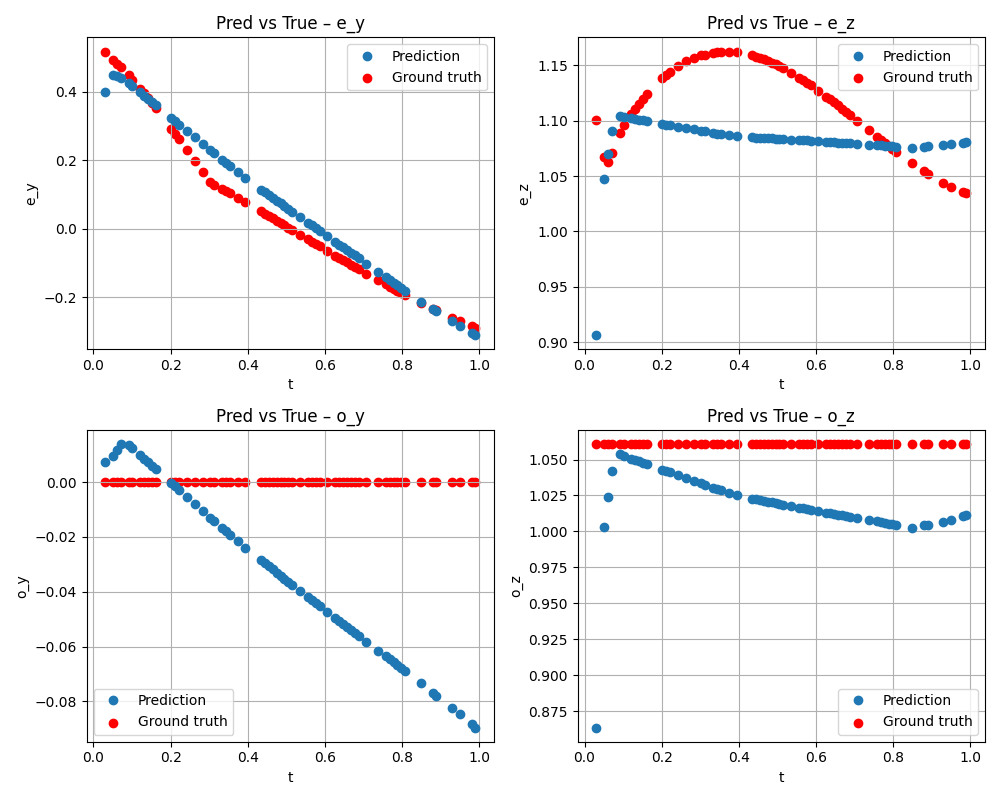 Pred vs True – e_y
Prediction
Ground truth
e_y
0.4
0.2
0.0
−0.2
0.0
0.2
0.4
0.6
0.8
1.0
t
Pred vs True – e_z
Prediction
Ground truth
e_z
1.15
1.10
1.05
1.00
0.95
0.90
0.0
0.2
0.4
0.6
0.8
1.0
t
Pred vs True – o_y
Prediction
Ground truth
o_y
0.00
−0.02
−0.04
−0.06
−0.08
0.0
0.2
0.4
0.6
0.8
1.0
t
Pred vs True – o_z
Prediction
Ground truth
o_z
1.050
1.025
1.000
0.975
0.950
0.925
0.900
0.875
0.0
0.2
0.4
0.6
0.8
1.0
t